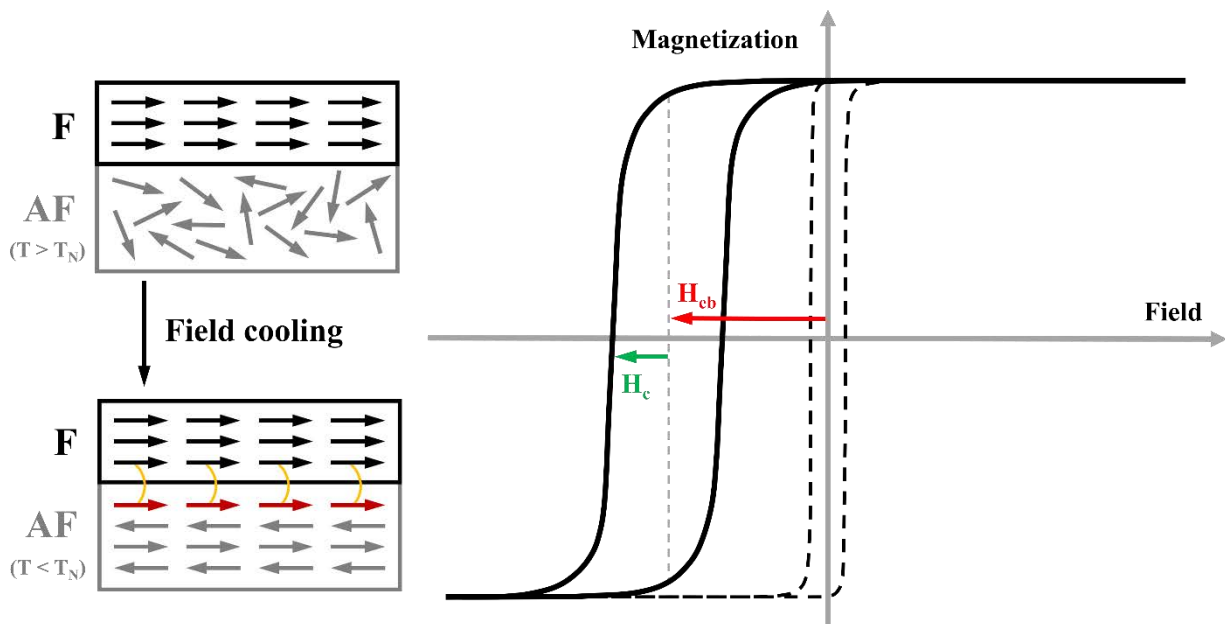 F
AF
(T > T_N)
Field cooling
F
AF
(T < T_N)
Magnetization
Field
H_cb
H_c